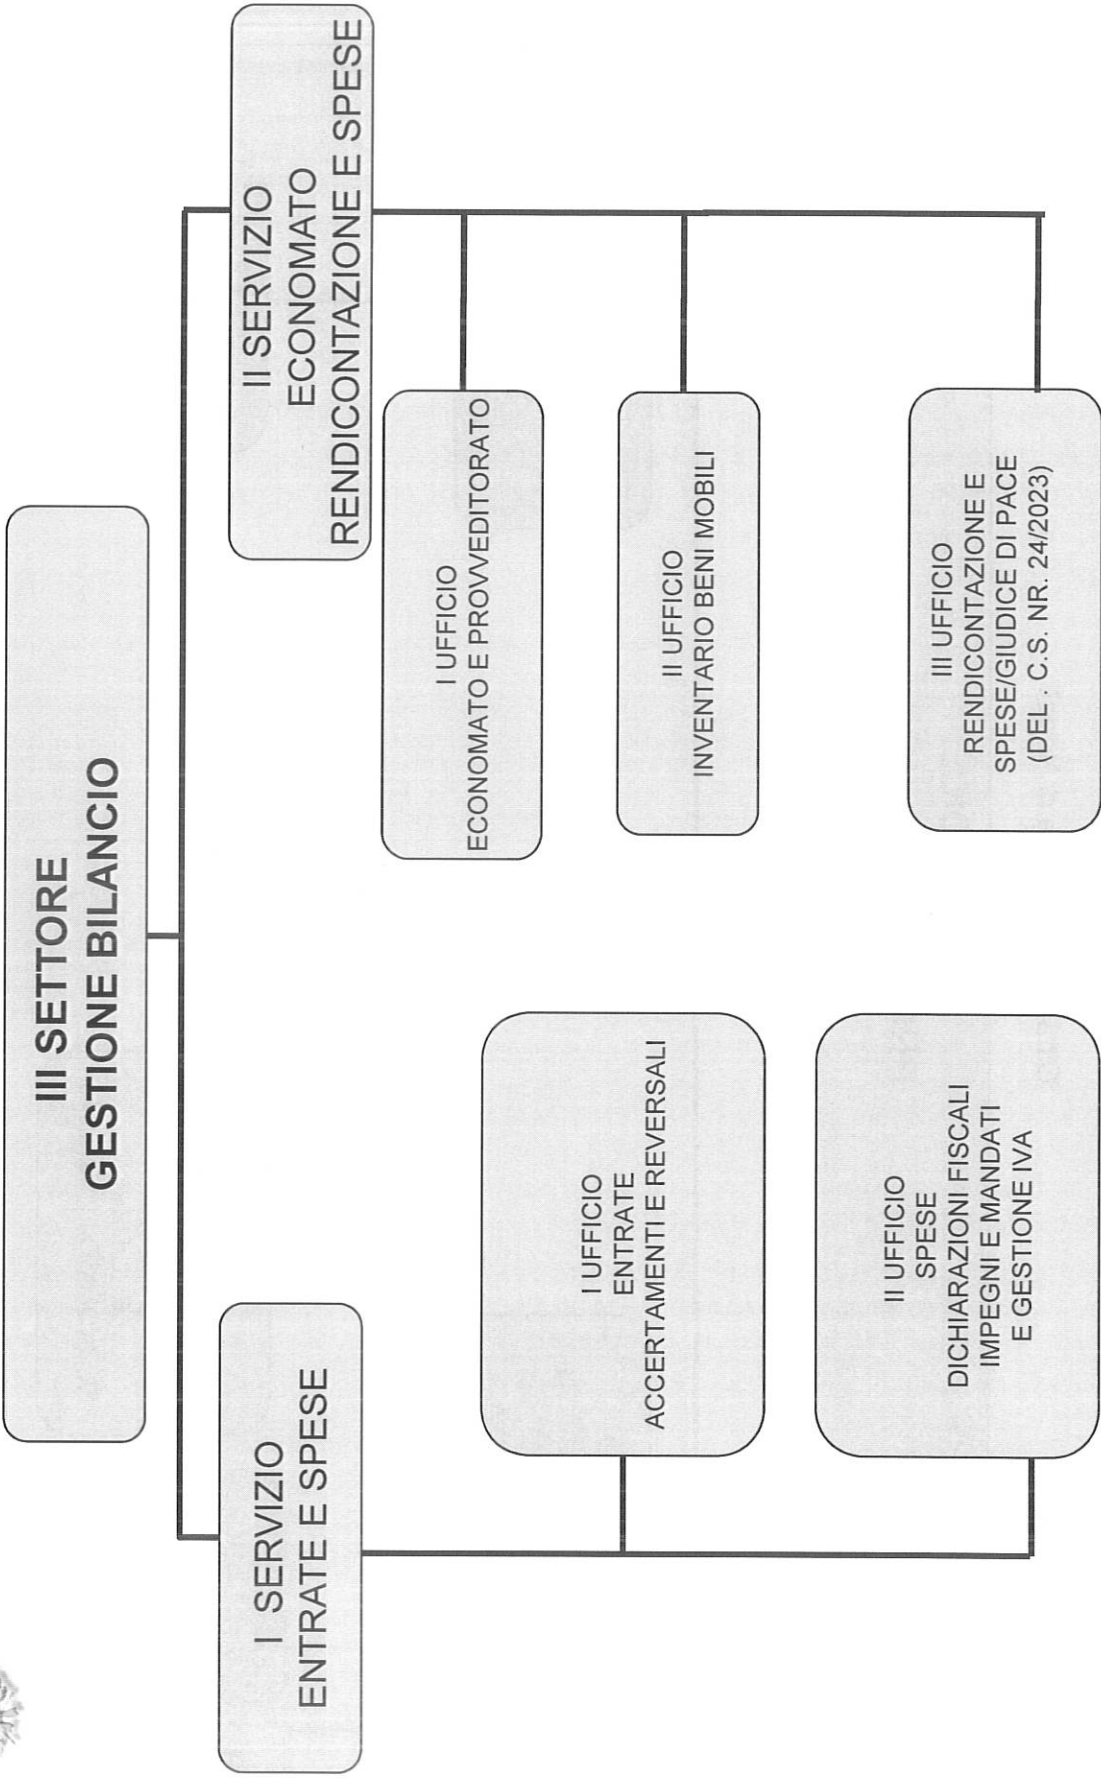 III SETTORE
GESTIONE BILANCIO
I SERVIZIO
ENTRATE E SPESE
I UFFICIO
ENTRATE
ACCERTAMENTI E REVERSALI
II UFFICIO
SPESE
DICHIARAZIONI FISCALI
IMPEGNI E MANDATI
E GESTIONE IVA
II SERVIZIO
ECONOMATO
RENDICONTAZIONE E SPESE
I UFFICIO
ECONOMATO E PROVVEDITORATO
II UFFICIO
INVENTARIO BENI MOBILI
III UFFICIO
RENDICONTAZIONE E
SPESE/GIUDICE DI PACE
(DEL . C.S. NR. 24/2023)